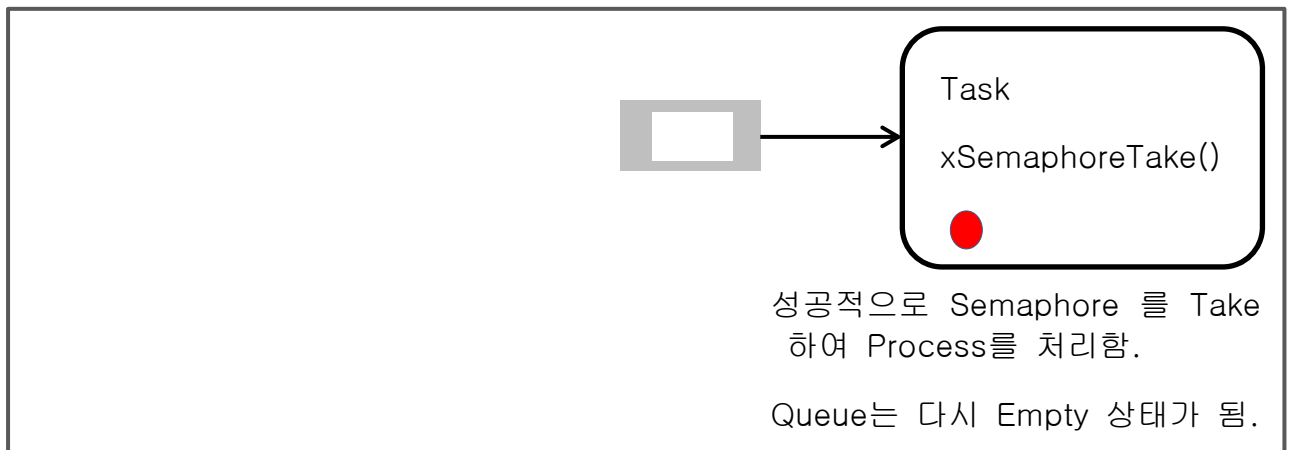 Task
xSemaphoreTake()
성공적으로 Semaphore 를 Take
하여 Process를 처리함.
Queue는 다시 Empty 상태가 됨.